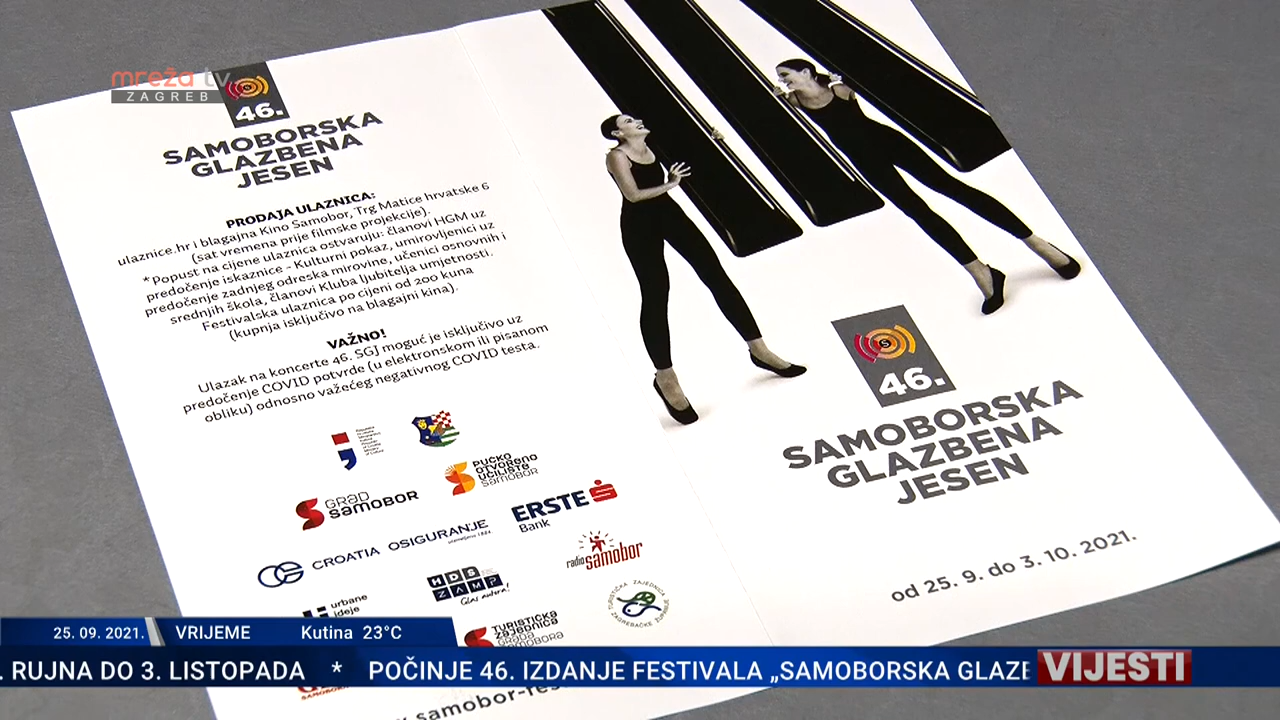 mreža tv
ZAGREB
46.
SAMOBORSKA
GLAZBENA
JESEN
PRODAJA ULAZNICA:
ulaznice.hr i blagajna Kino Samobor, Trg Matice hrvatske 6
(sat vremena prije filmske projekcije).
*Popust na cijene ulaznica ostvaruju: članovi HGM uz
predočenje iskaznice - Kulturni pokaz, umirovljenici uz
predočenje zadnjeg odreska mirovine, učenici osnovnih i
srednjih škola, članovi Kluba ljubitelja umjetnosti.
Festivalska ulaznica po cijeni od 200 kuna
(kupnja isključivo na blagajni kina).
VAŽNO!
Ulazak na koncerte 46. SGJ moguć je isključivo uz
predočenje COVID potvrde (u elektronskom ili pisanom
obliku) odnosno važećeg negativnog COVID testa.
PUČKO
OTVORENO
UČILIŠTE
SAMOBOR
GRAD
SAMOBOR
ERSTE
Bank
CROATIA OSIGURANJE
radio samobor
HDS
ZAMP
Glas autora!
urbane
ideje
TURISTIČKA
ZAJEDNICA
GRADA
SAMOBORA
TURISTIČKA ZAJEDNICA
ZAGREBAČKE ŽUPANIJE
samobor-fes
S
46.
SAMOBORSKA
GLAZBENA
JESEN
od 25. 9. do 3. 10. 2021.
25. 09. 2021.
VRIJEME
Kutina 23°C
. RUJNA DO 3. LISTOPADA * POČINJE 46. IZDANJE FESTIVALA „SAMOBORSKA GLAZBE
VIJESTI